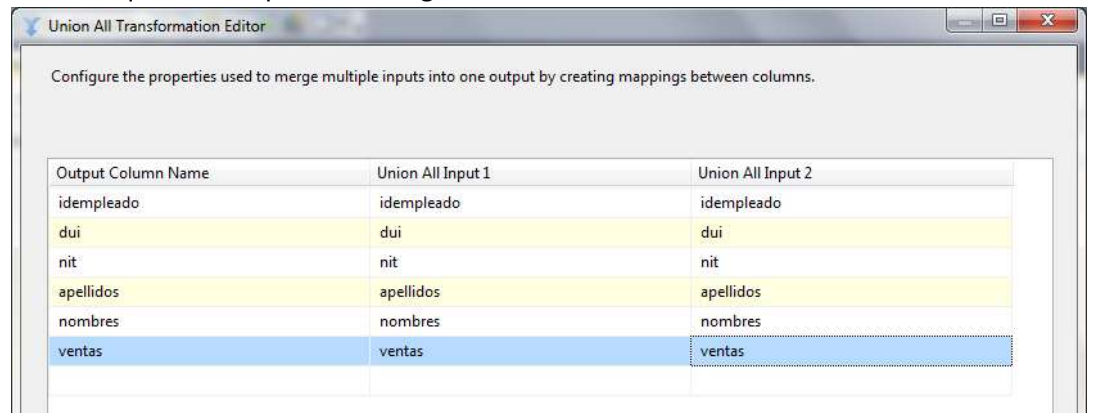 Union All Transformation Editor
Configure the properties used to merge multiple inputs into one output by creating mappings between columns.
Output Column Name Union All Input 1 Union All Input 2
idempleado idempleado idempleado
dui dui dui
nit nit nit
apellidos apellidos apellidos
nombres nombres nombres
ventas ventas ventas